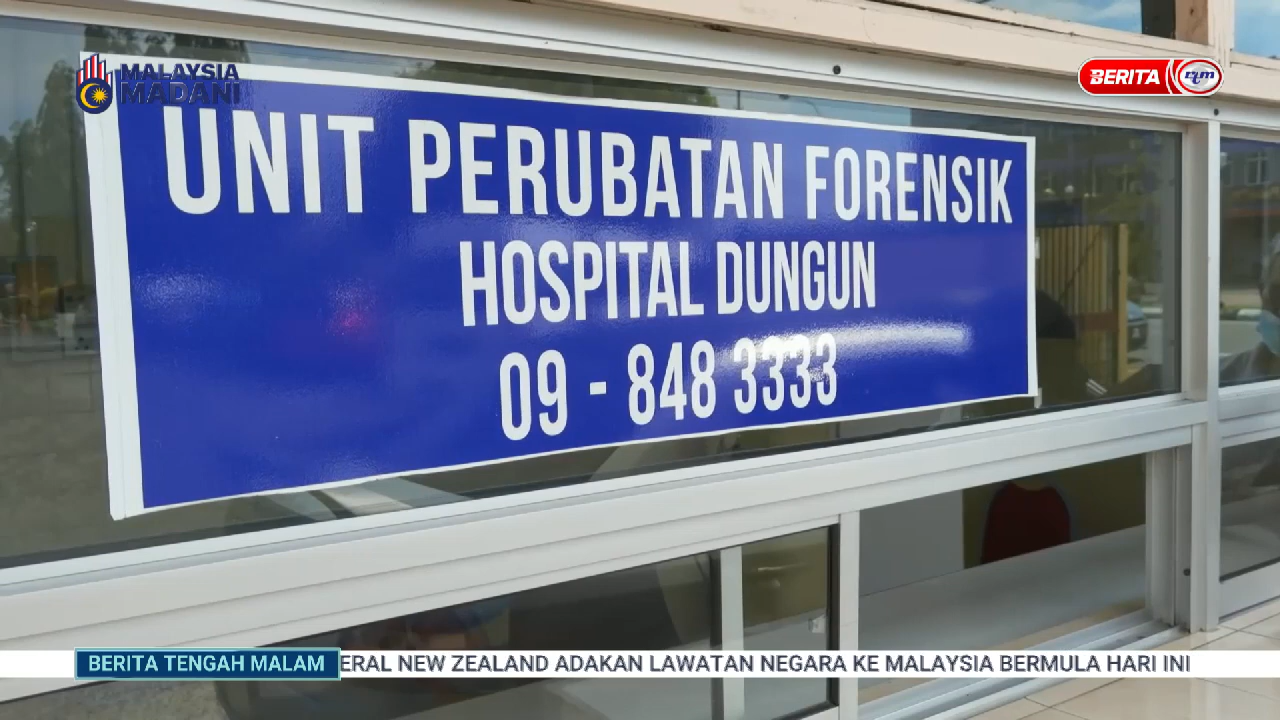 MALAYSIA
MADANI
BERITA rtm
UNIT PERUBATAN FORENSIK
HOSPITAL DUNGUN
09 - 848 3333
BERITA TENGAH MALAM
ERAL NEW ZEALAND ADAKAN LAWATAN NEGARA KE MALAYSIA BERMULA HARI INI